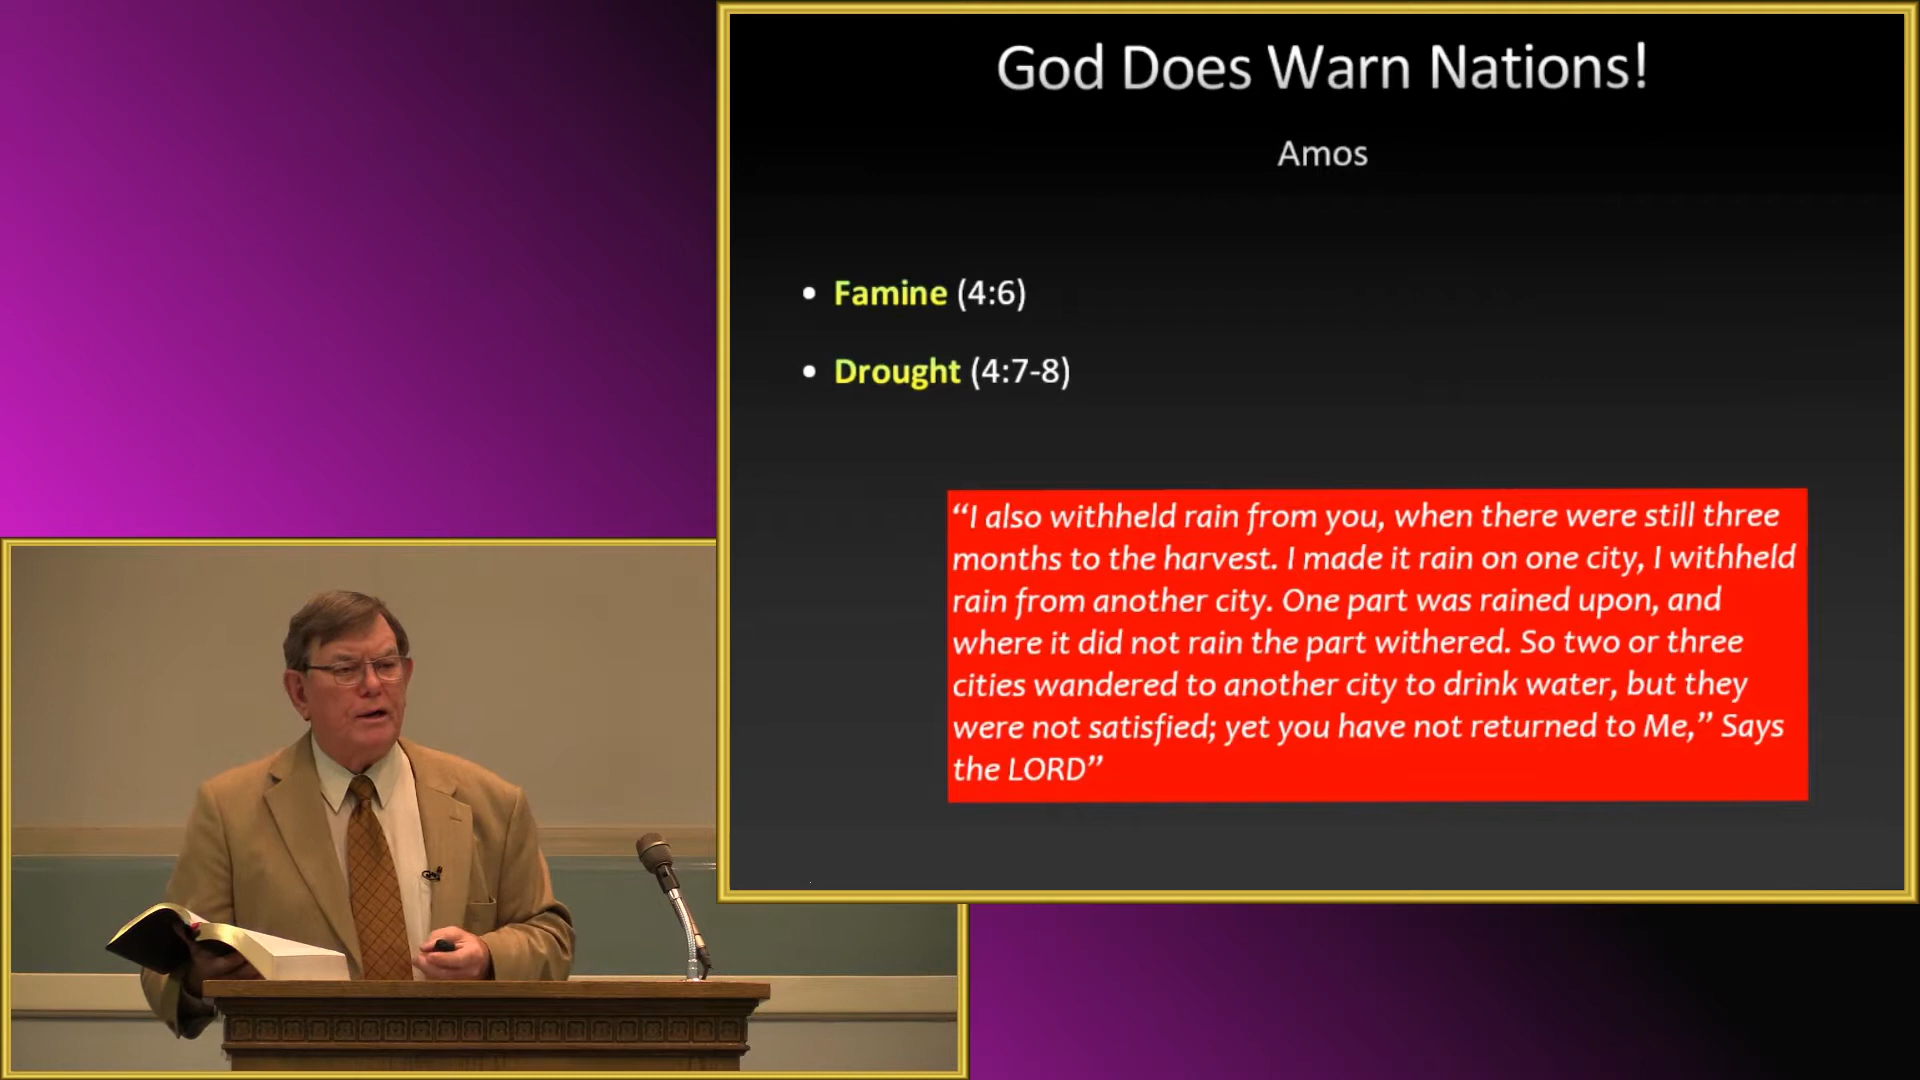 God Does Warn Nations!
Amos
• Famine (4:6)
• Drought (4:7-8)
“I also withheld rain from you, when there were still three
months to the harvest. I made it rain on one city, I withheld
rain from another city. One part was rained upon, and
where it did not rain the part withered. So two or three
cities wandered to another city to drink water, but they
were not satisfied; yet you have not returned to Me,” Says
the LORD”